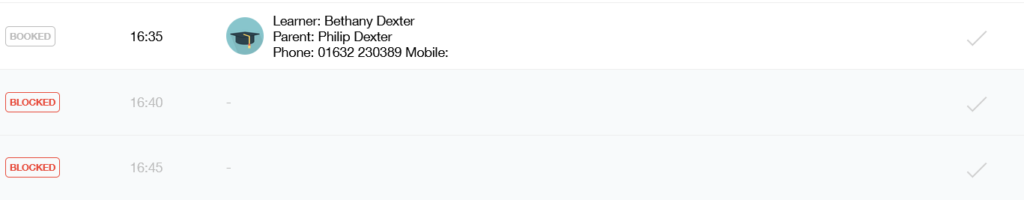 BOOKED 16:35 Learner: Bethany Dexter
Parent: Philip Dexter
Phone: 01632 230389 Mobile:
BLOCKED 16:40 -
BLOCKED 16:45 -